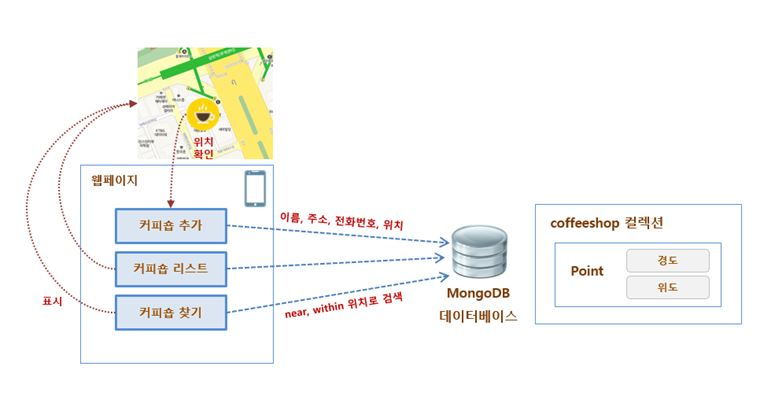 위치
확인
웹페이지
커피숍 추가
커피숍 리스트
커피숍 찾기
표시
이름, 주소, 전화번호, 위치
near, within 위치로 검색
MongoDB
데이터베이스
coffeeshop 컬렉션
Point
경도
위도